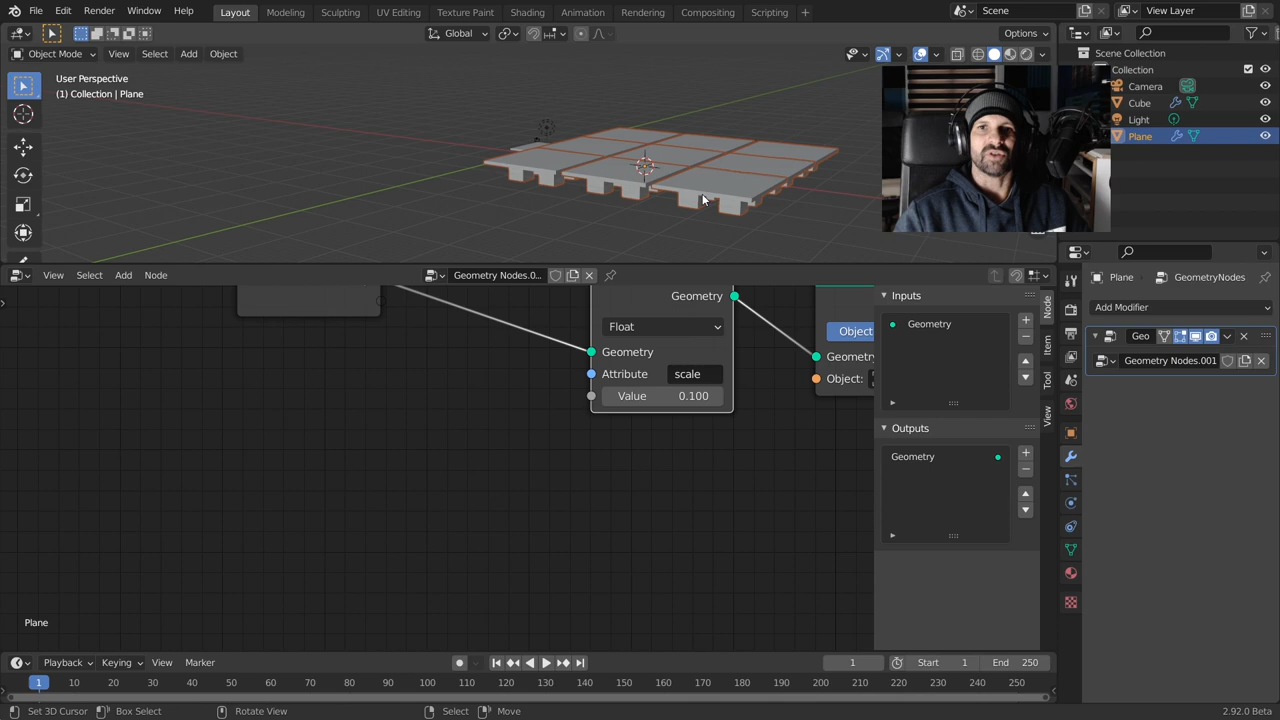 File Edit Render Window Help Layout Modeling Sculpting UV Editing Texture Paint Shading Animation Rendering Compositing Scripting + Scene View Layer
Global Options
Object Mode View Select Add Object
User Perspective
(1) Collection | Plane
Scene Collection
Collection
Camera
Cube
Light
Plane
View Select Add Node Geometry Nodes.0...
Plane GeometryNodes
Add Modifier
Geo
Geometry Nodes.001
Geometry
Float
Geometry
Attribute scale
Value 0.100
Object
Geometry
Object:
Inputs
Geometry
Outputs
Geometry
Node
Item
Tool
View
Plane
Playback Keying View Marker 1 Start 1 End 250
1 10 20 30 40 50 60 70 80 90 100 110 120 130 140 150 160 170 180 190 200 210 220 230 240 250
Set 3D Cursor Box Select Rotate View Select Move 2.92.0 Beta